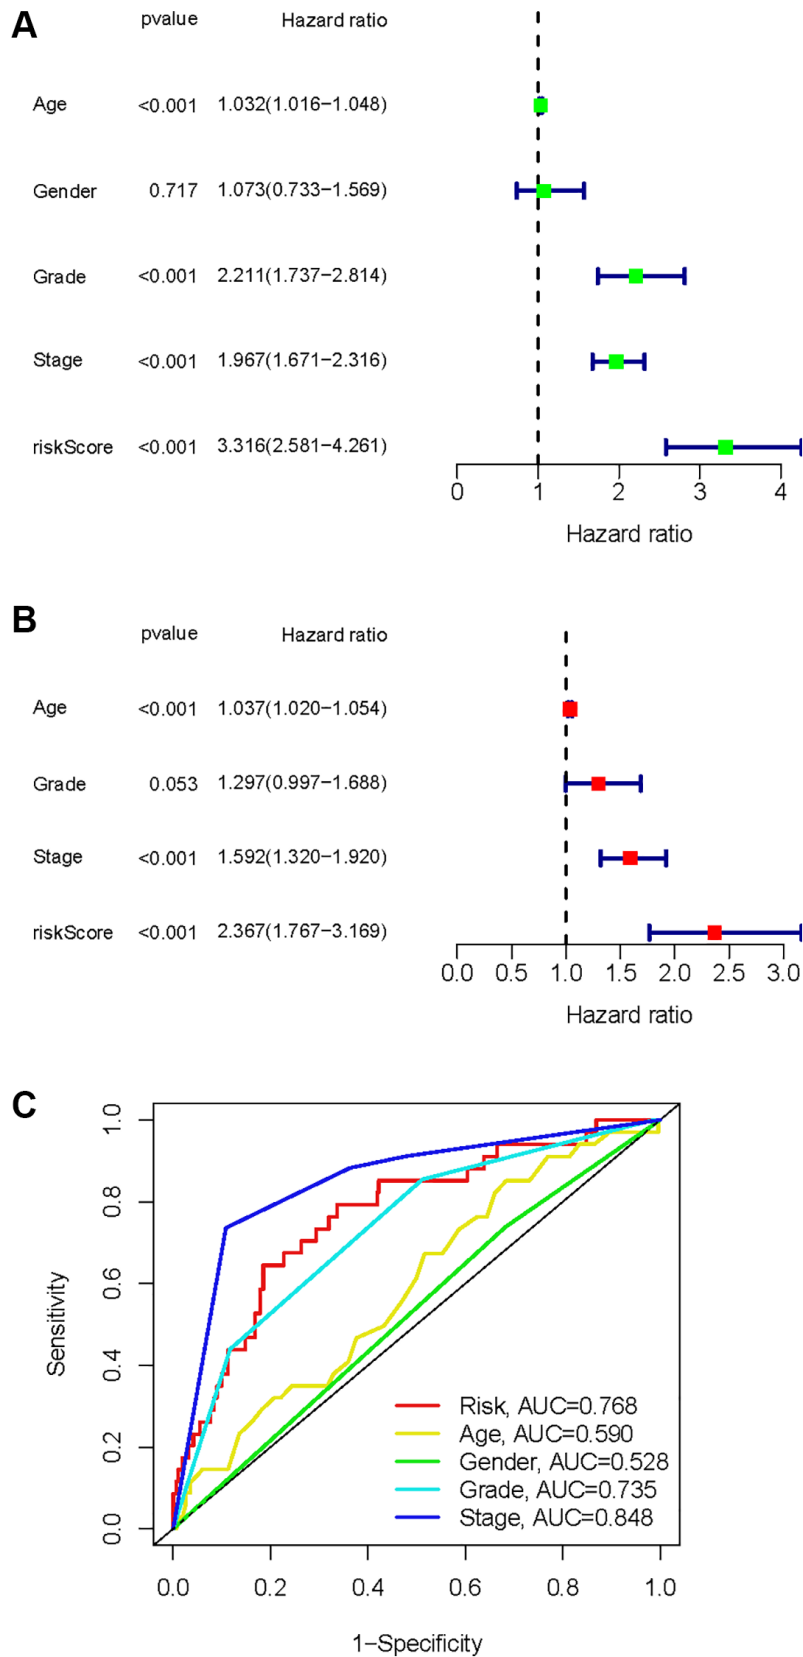 A
pvalue Hazard ratio
Age <0.001 1.032(1.016−1.048)
Gender 0.717 1.073(0.733−1.569)
Grade <0.001 2.211(1.737−2.814)
Stage <0.001 1.967(1.671−2.316)
riskScore <0.001 3.316(2.581−4.261)
0 1 2 3 4
Hazard ratio
B
pvalue Hazard ratio
Age <0.001 1.037(1.020−1.054)
Grade 0.053 1.297(0.997−1.688)
Stage <0.001 1.592(1.320−1.920)
riskScore <0.001 2.367(1.767−3.169)
0.0 0.5 1.0 1.5 2.0 2.5 3.0
Hazard ratio
C
1.0
0.8
0.6
0.4
0.2
0.0
Sensitivity
Risk, AUC=0.768
Age, AUC=0.590
Gender, AUC=0.528
Grade, AUC=0.735
Stage, AUC=0.848
0.0 0.2 0.4 0.6 0.8 1.0
1−Specificity